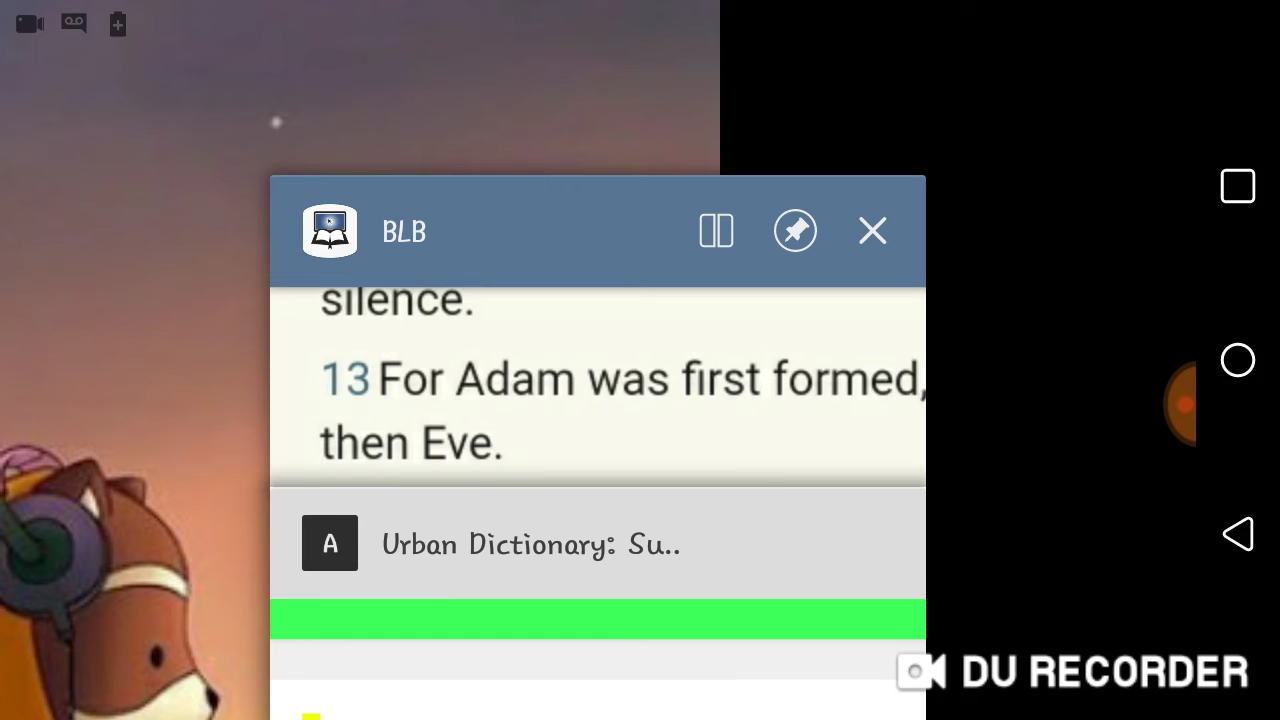 BLB
silence.
13 For Adam was first formed,
then Eve.
A
Urban Dictionary: Su..
DU RECORDER